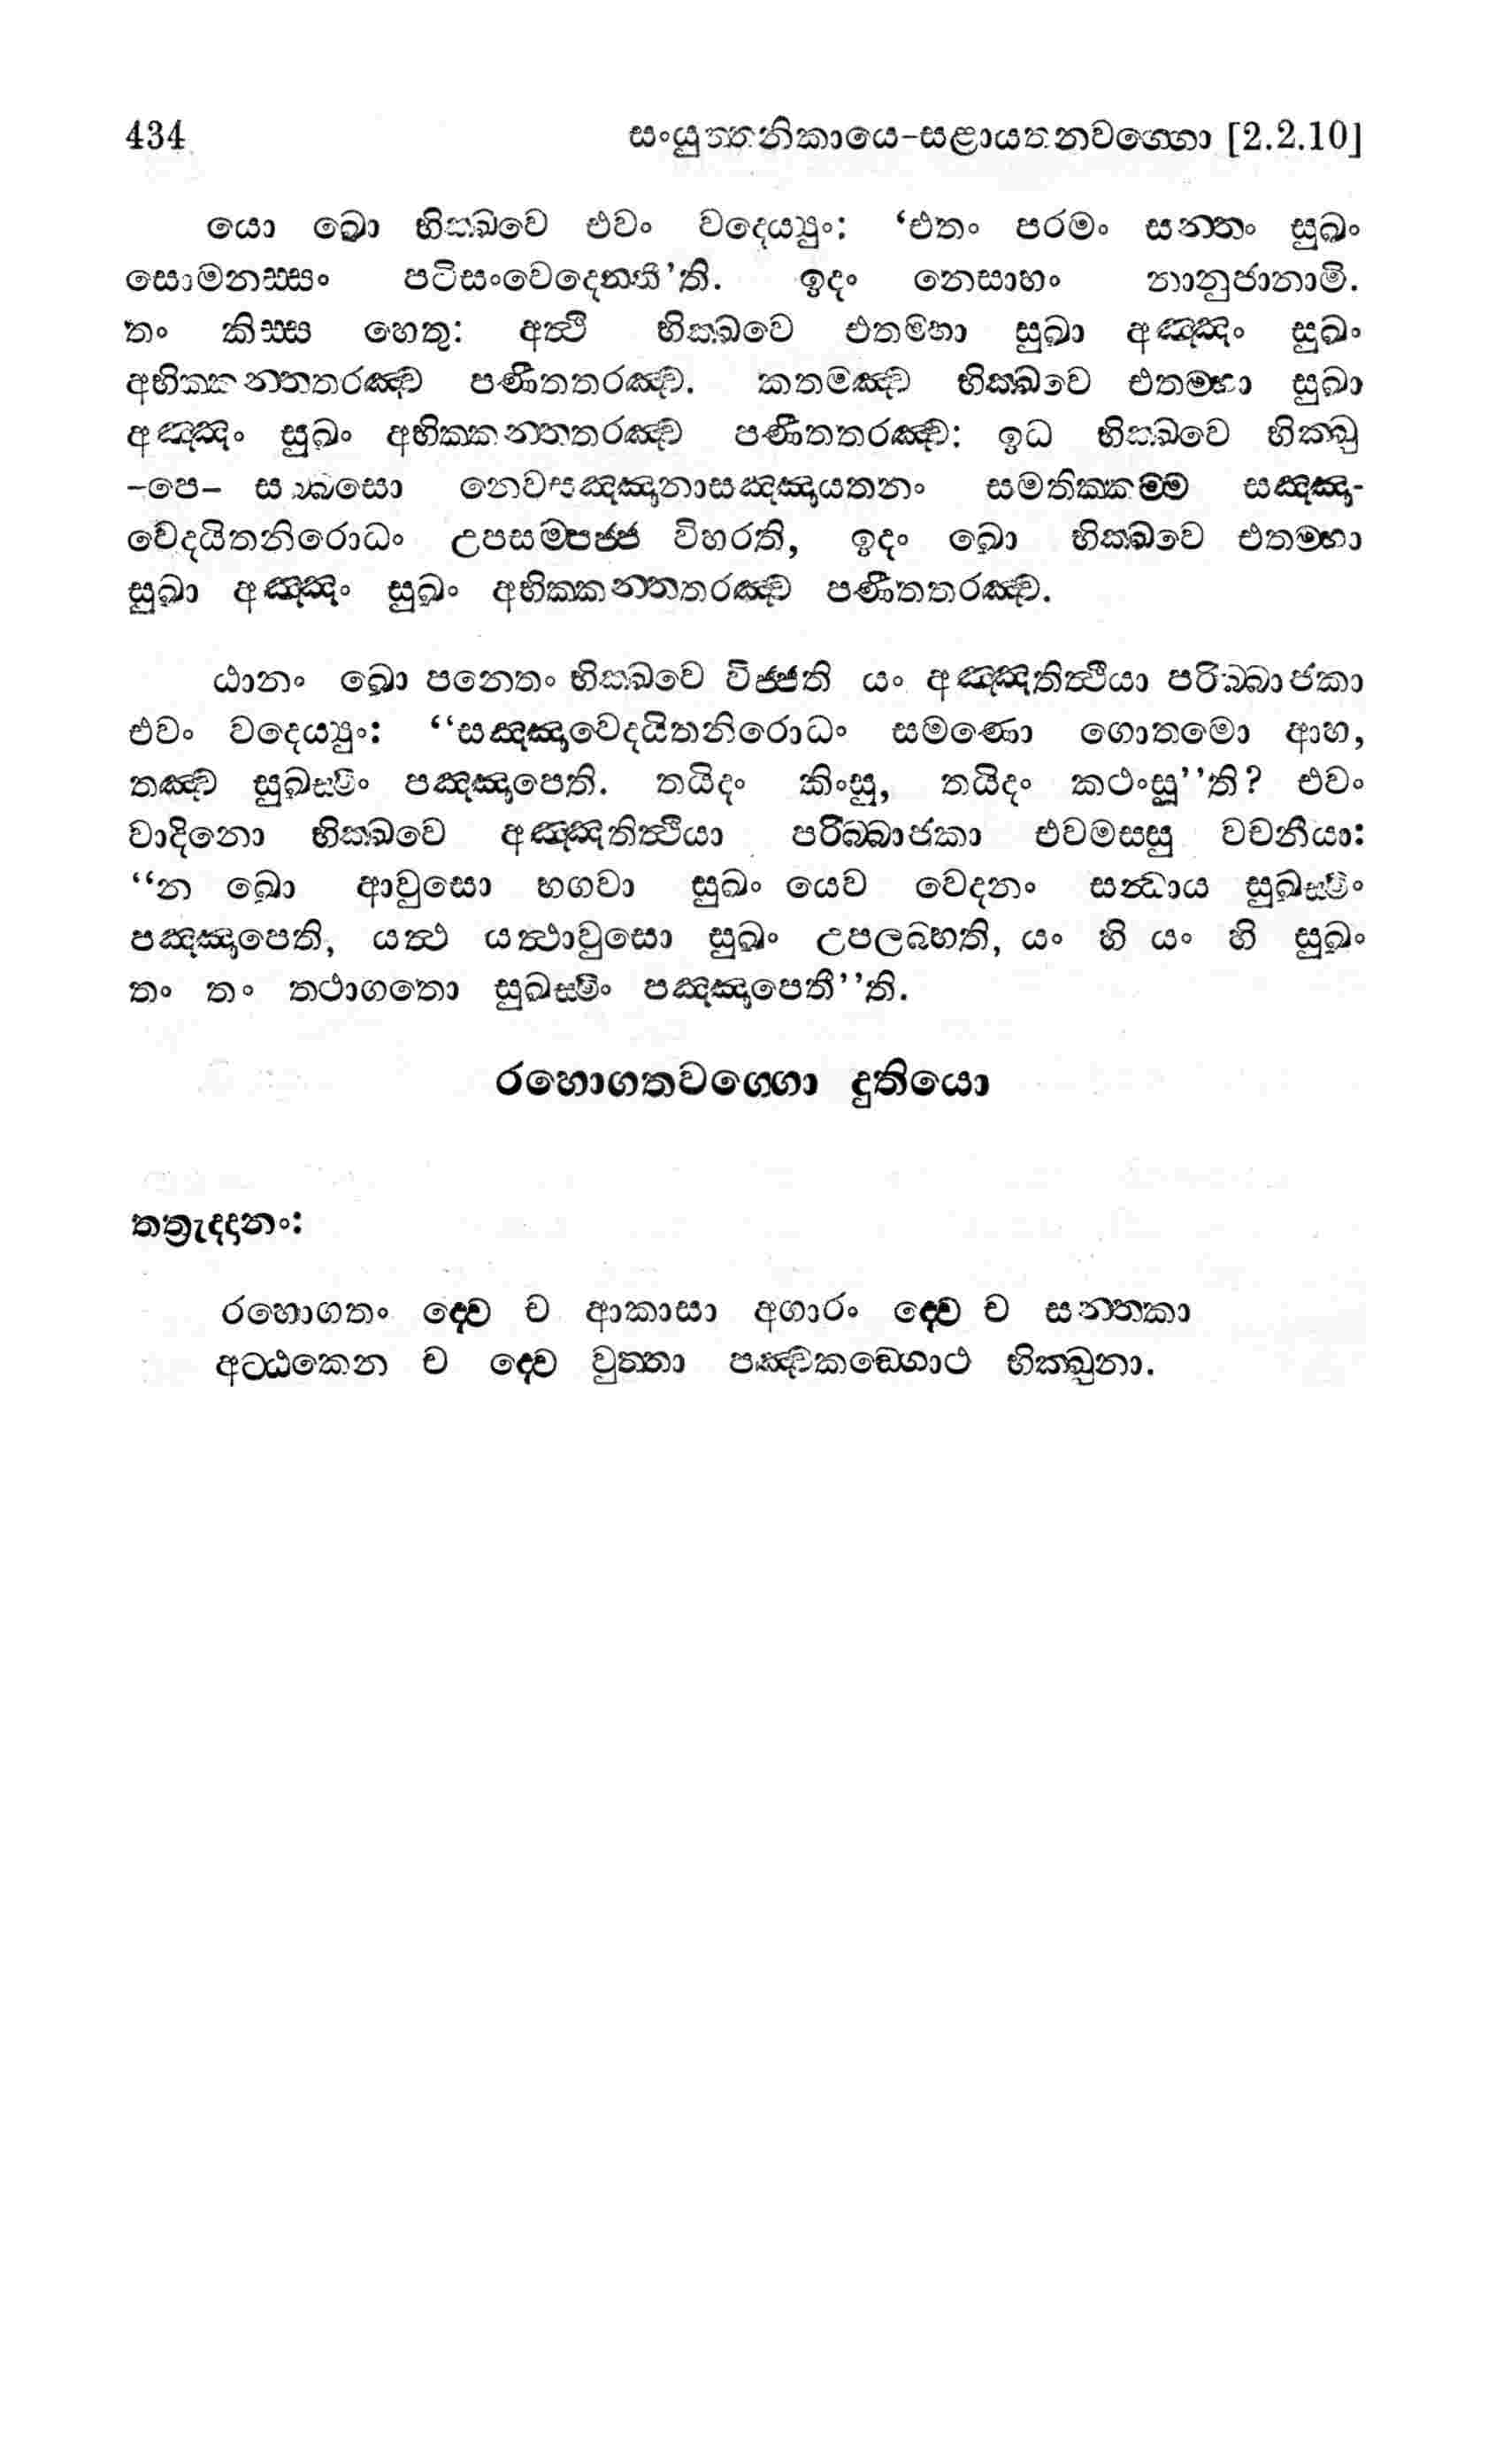 434 සංයුත්තනිකායෙ-සළායතනවග්ගො [2.2.10]
යො ඛො භික්ඛවෙ එවං වදෙය්‍යුං: ‘එතං පරමං සන්තං සුඛං
සොමනස්සං පටිසංවෙදෙන්තී’ති. ඉදං නෙසාහං නානුජානාමි.
තං කිස්ස හෙතු: අත්ථි භික්ඛවෙ එතම්හා සුඛා අඤ්ඤං සුඛං
අභික්කන්තතරඤ්ච පණීතතරඤ්ච. කතමඤ්ච භික්ඛවෙ එතම්හා සුඛා
අඤ්ඤං සුඛං අභික්කන්තතරඤ්ච පණීතතරඤ්ච: ඉධ භික්ඛවෙ භික්ඛු
-පෙ- සබ්බසො නෙවසඤ්ඤානාසඤ්ඤායතනං සමතික්කම්ම සඤ්ඤා-
වෙදයිතනිරොධං උපසම්පජ්ජ විහරති, ඉදං ඛො භික්ඛවෙ එතම්හා
සුඛා අඤ්ඤං සුඛං අභික්කන්තතරඤ්ච පණීතතරඤ්ච.
ඨානං ඛො පනෙතං භික්ඛවෙ විජ්ජති යං අඤ්ඤතිත්ථියා පරිබ්බාජකා
එවං වදෙය්‍යුං: “සඤ්ඤාවෙදයිතනිරොධං සමණො ගොතමො ආහ,
තඤ්ච සුඛස්මිං පඤ්ඤාපෙති. තයිදං කිංසු, තයිදං කථංසූ”ති? එවං
වාදිනො භික්ඛවෙ අඤ්ඤතිත්ථියා පරිබ්බාජකා එවමස්සු වචනීයා:
“න ඛො ආවුසො භගවා සුඛං යෙව වෙදනං සන්ධාය සුඛස්මිං
පඤ්ඤාපෙති, යත්ථ යත්ථාවුසො සුඛං උපලබ්භති, යං හි යං හි සුඛං
තං තං තථාගතො සුඛස්මිං පඤ්ඤාපෙතී”ති.
රහොගතවග්ගො දුතියො
තත්‍රැද්දානං:
රහොගතං ද්වෙ ච ආකාසා අගාරං ද්වෙ ච සන්තකා
අට්ඨකෙන ච ද්වෙ වුත්තා පඤ්චකඞ්ගොථ භික්ඛුනා.